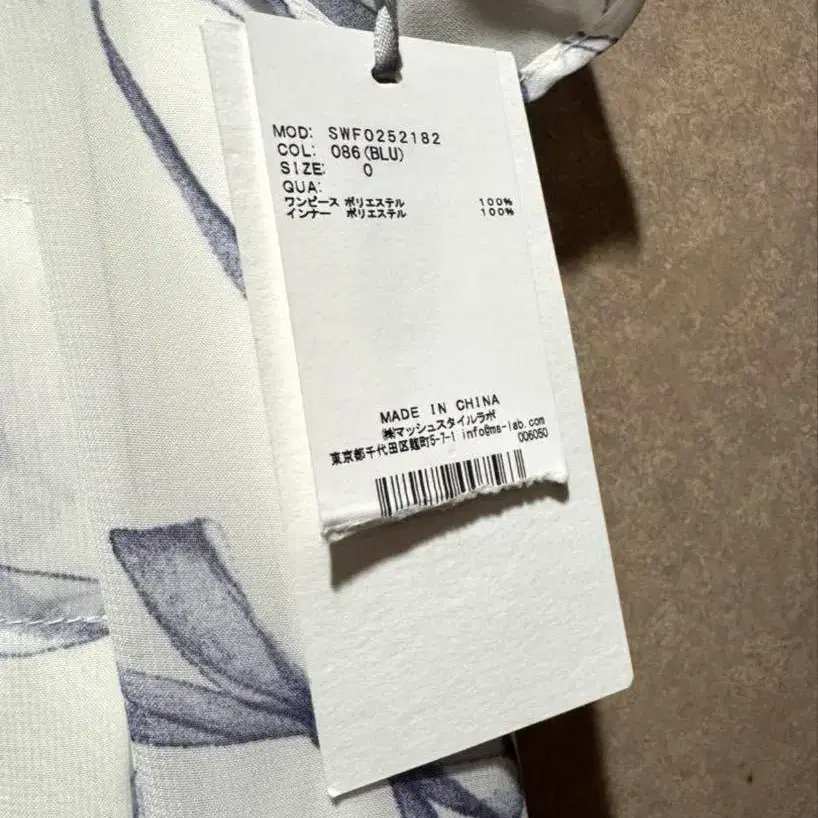 MOD: SWF0252182
COL: 086(BLU)
SIZE: 0
QUA:
ワンピース ポリエステル 100%
インナー ポリエステル 100%
MADE IN CHINA
㈱マッシュスタイルラボ
東京都千代田区麹町5-7-1 info@ms-lab.com
006050